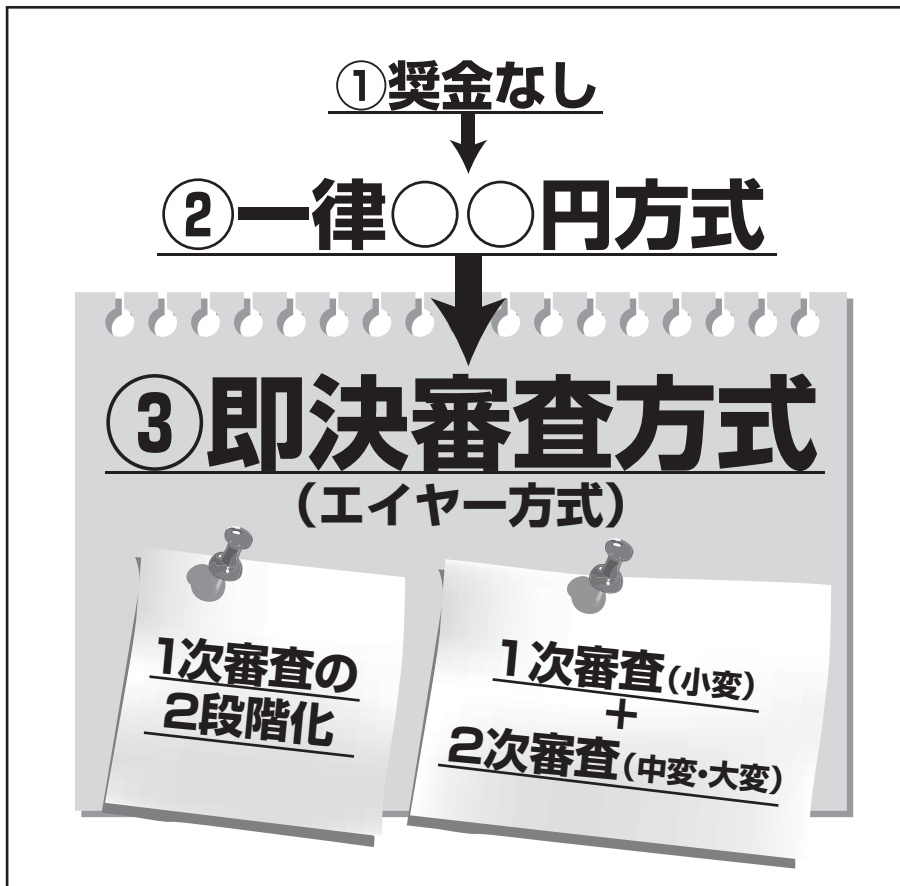 ①奨金なし
②一律○○円方式
③即決審査方式
（エイヤー方式）
1次審査の
2段階化
1次審査（小変）
+
2次審査（中変・大変）